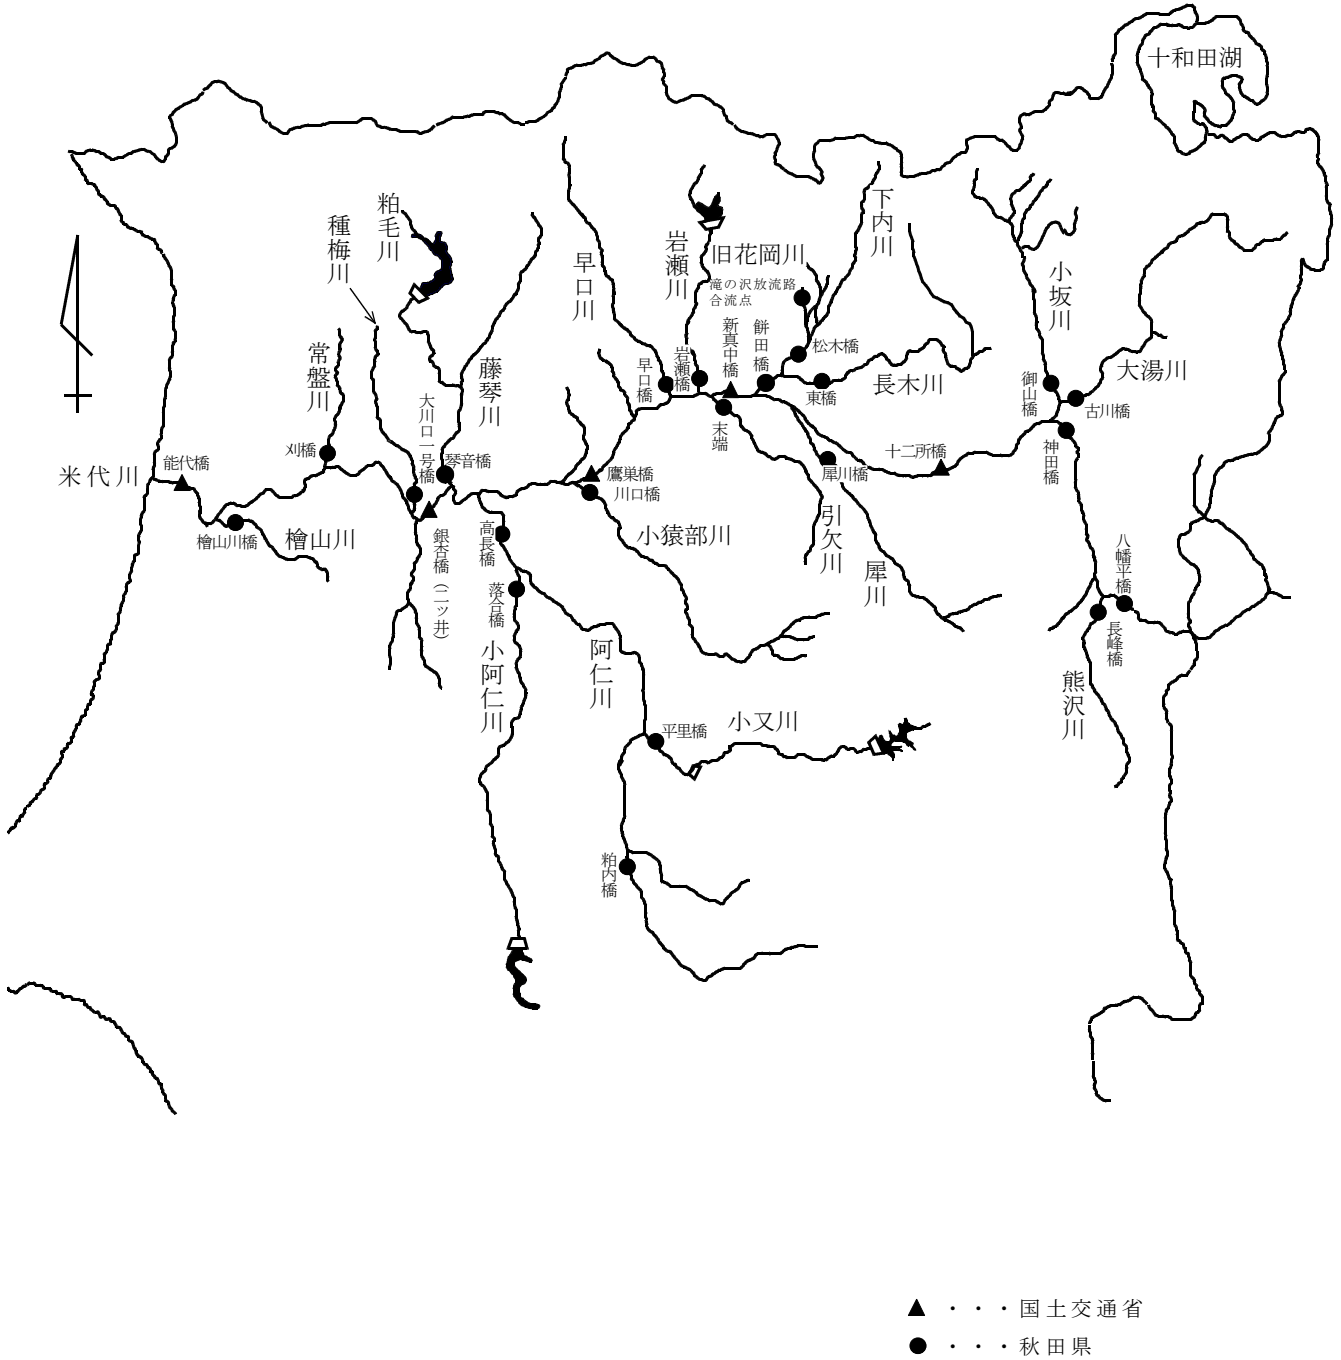 十和田湖
粕毛川
種梅川
下内川
岩瀬川
旧花岡川
早口川
小坂川
滝の沢放流路
合流点
新真中橋
餅田橋
松木橋
常盤川
藤琴川
早口橋
岩瀬橋
長木川
東橋
大湯川
御山橋
古川橋
大川口一号橋
末端
米代川
能代橋
刈橋
琴音橋
鷹巣橋
川口橋
犀川橋
十二所橋
神田橋
檜山川橋
檜山川
銀杏橋(二ッ井)
高長橋
小猿部川
引欠川
犀川
八幡平橋
落合橋
長峰橋
小阿仁川
阿仁川
熊沢川
平里橋
小又川
粕内橋
▲・・・国土交通省
●・・・秋田県